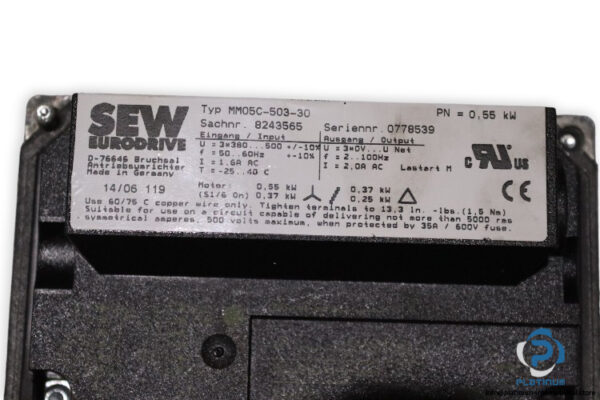 SEW
EURODRIVE
D-76646 Bruchsal
Antriebsumrichter
Made in Germany
14/06 119
Typ MM05C-503-30
PN = 0,55 kW
Sachnr. 8243565
Seriennr. 0778539
Eingang / Input
Ausgang / Output
U = 3×380...500 +/-10%
U = 3×0V...U Net
f = 50..60Hz +-10%
f = 2..100Hz
I = 1.6A AC
I = 2.0A AC
T = -25..40 C
Lastart M
C RU US
CE
Motor: 0,55 kW 0,37 kW
(S1/6 On) 0,37 kW 0,25 kW
Use 60/75 C copper wire only. Tighten terminals to 13,3 in. -lbs.(1,5 Nm)
Suitable for use on a circuit capable of delivering not more than 5000 rms
symmetrical amperes, 500 volts maximum, when protected by 35A / 600V fuse.
PLATINUM